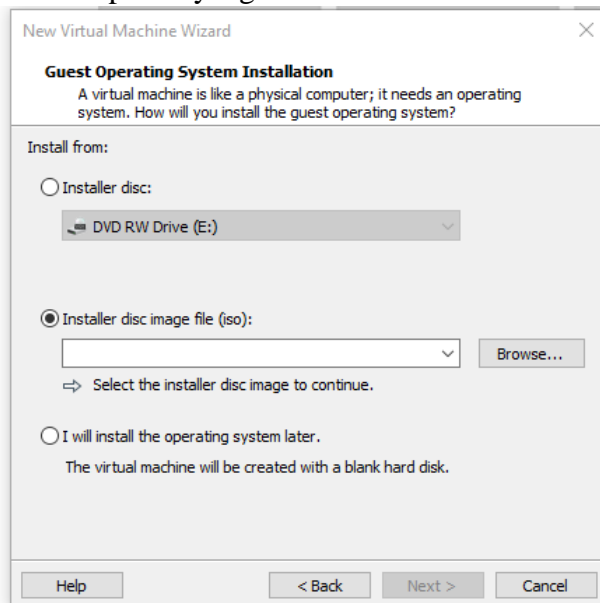 New Virtual Machine Wizard
Guest Operating System Installation
A virtual machine is like a physical computer; it needs an operating
system. How will you install the guest operating system?
Install from:
Installer disc:
DVD RW Drive (E:)
Installer disc image file (iso):
Browse...
Select the installer disc image to continue.
I will install the operating system later.
The virtual machine will be created with a blank hard disk.
Help
< Back
Next >
Cancel